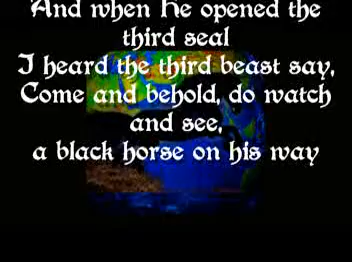 And when He opened the
third seal
I heard the third beast say,
Come and behold, do watch
and see,
a black horse on his way